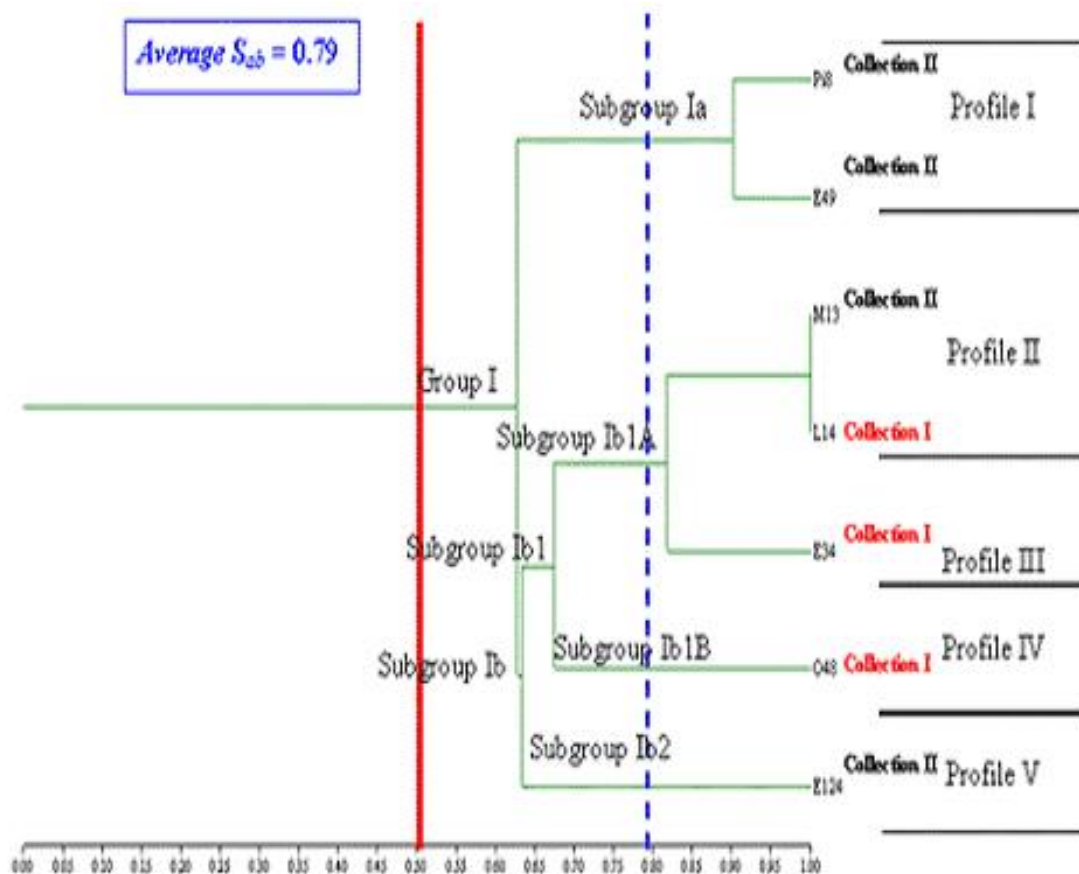 Average Sab = 0.79
Collection II
Pi8
Subgroup Ia
Profile I
Collection II
E49
Collection II
M13
Profile II
Group I
L14 Collection I
Subgroup Ib1A
Collection I
E34
Subgroup Ib1
Profile III
Subgroup Ib1B
O48 Collection I
Profile IV
Subgroup Ib
Subgroup Ib2
Collection II
E124
Profile V
0.00 0.05 0.10 0.15 0.20 0.25 0.30 0.35 0.40 0.45 0.50 0.55 0.60 0.65 0.70 0.75 0.80 0.85 0.90 0.95 1.00